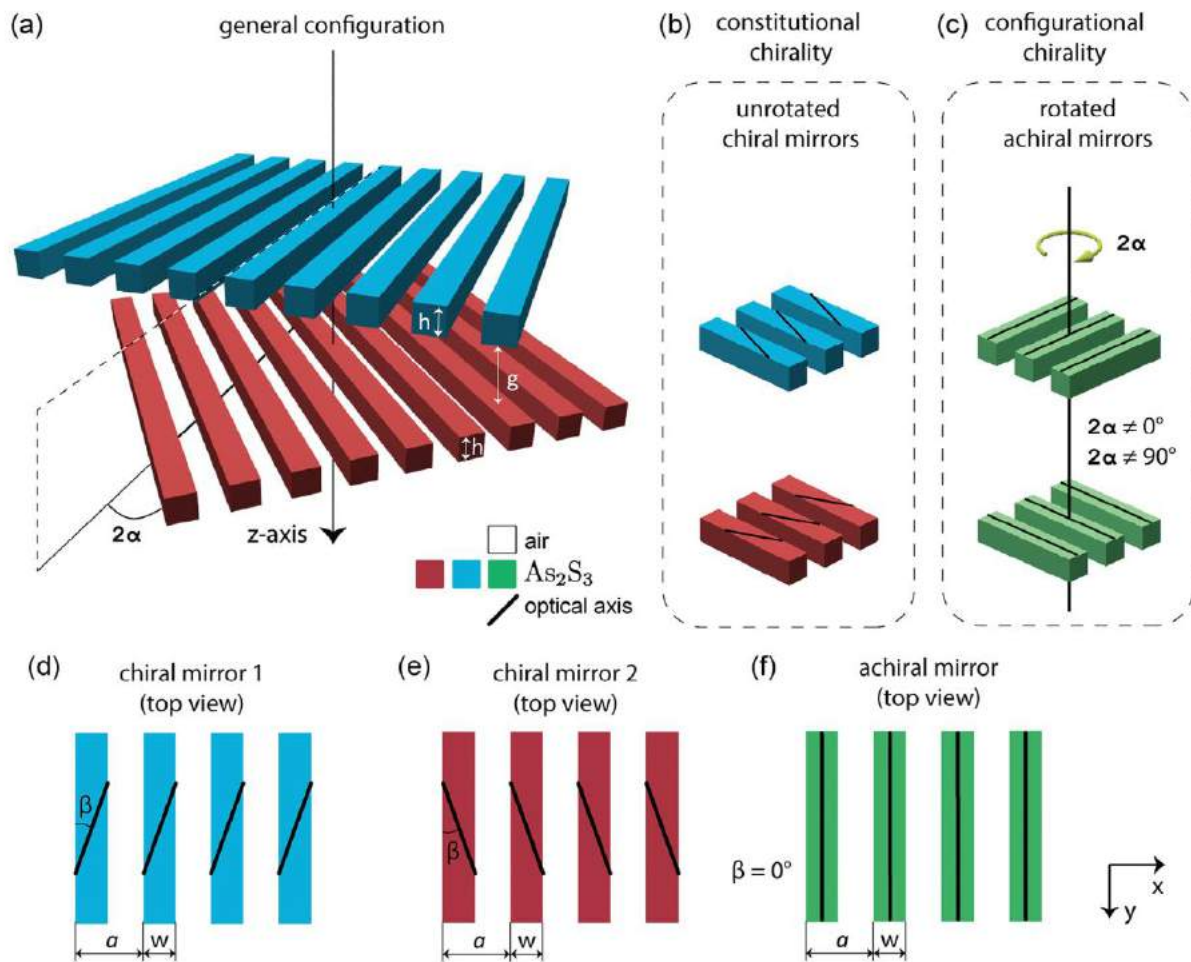 (a)
general configuration
h
g
h
2α
z-axis
air
As₂S₃
optical axis
(b) constitutional
chirality
unrotated
chiral mirrors
(c) configurational
chirality
rotated
achiral mirrors
2α
2α ≠ 0°
2α ≠ 90°
(d) chiral mirror 1
(top view)
β
a w
(e) chiral mirror 2
(top view)
β
a w
(f) achiral mirror
(top view)
β = 0°
a w
x
y